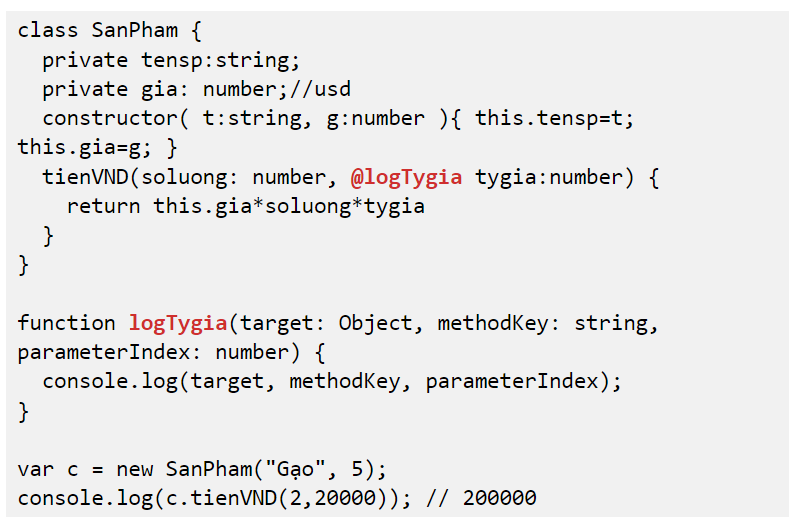 class SanPham {
  private tensp:string;
  private gia: number;//usd
  constructor( t:string, g:number ){ this.tensp=t;
this.gia=g; }
  tienVND(soluong: number, @logTygia tygia:number) {
    return this.gia*soluong*tygia
  }
}

function logTygia(target: Object, methodKey: string,
parameterIndex: number) {
  console.log(target, methodKey, parameterIndex);
}

var c = new SanPham("Gạo", 5);
console.log(c.tienVND(2,20000)); // 200000